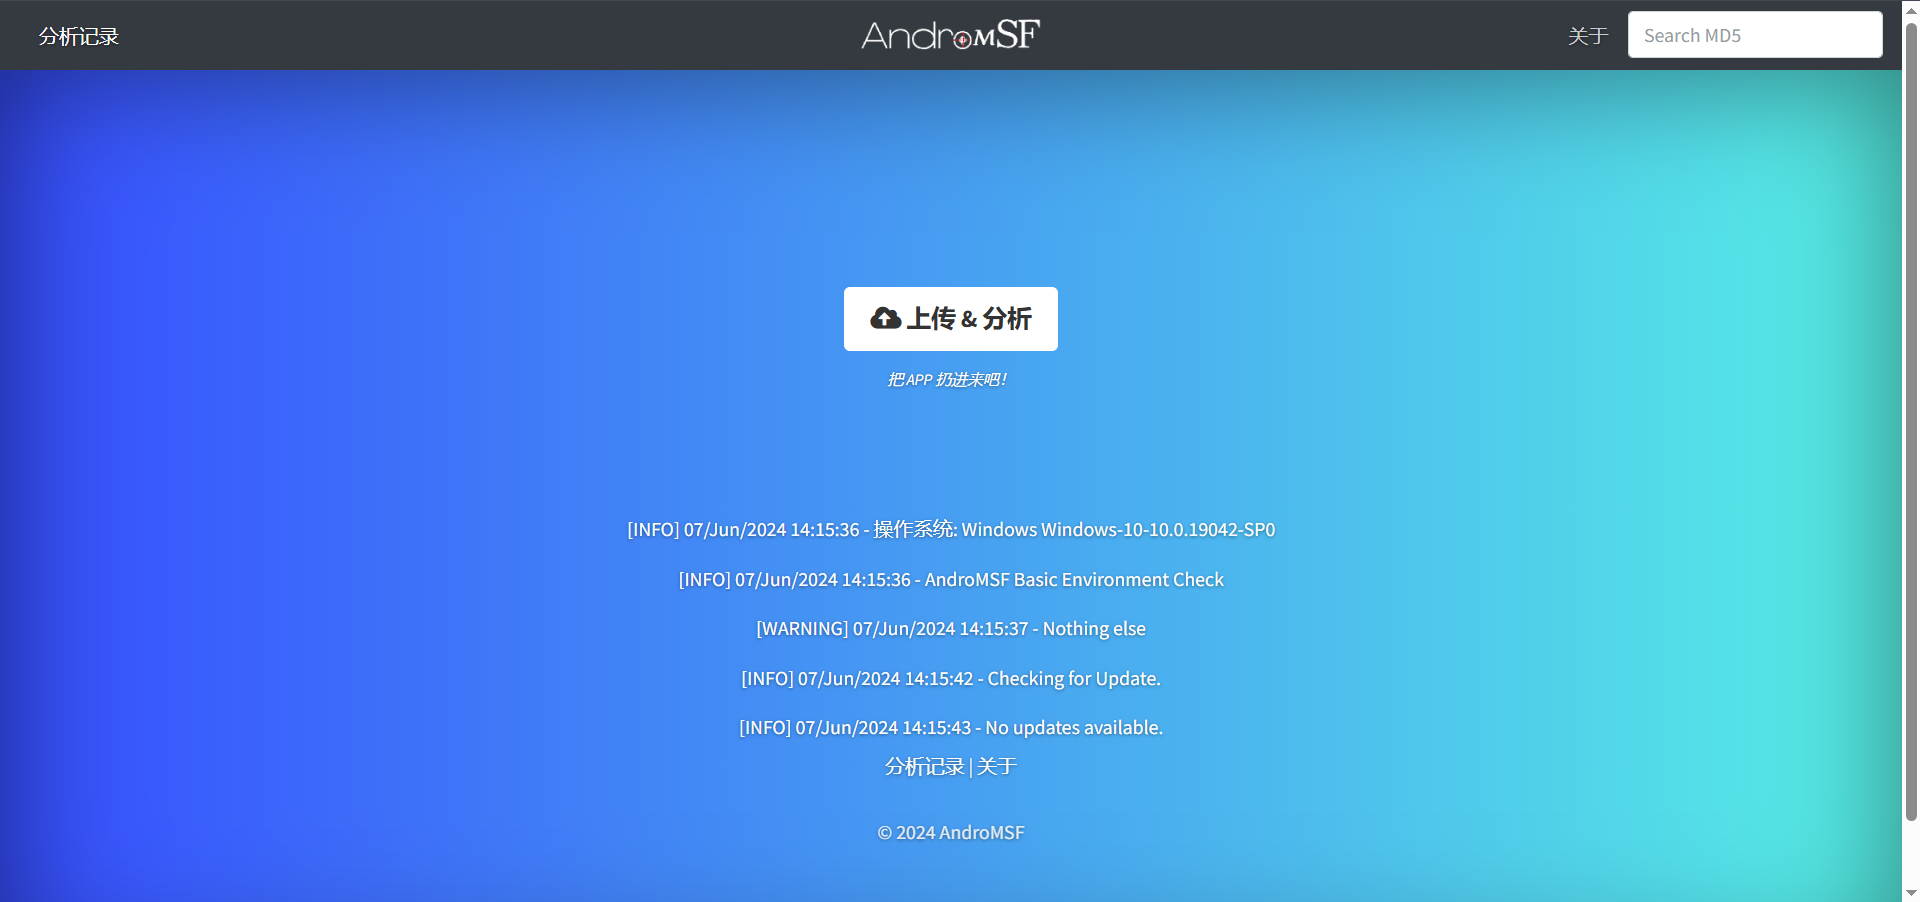 分析记录
AndroMSF
关于
Search MD5
上传 & 分析
把 APP 扔进来吧！
[INFO] 07/Jun/2024 14:15:36 - 操作系统: Windows Windows-10-10.0.19042-SP0
[INFO] 07/Jun/2024 14:15:36 - AndroMSF Basic Environment Check
[WARNING] 07/Jun/2024 14:15:37 - Nothing else
[INFO] 07/Jun/2024 14:15:42 - Checking for Update.
[INFO] 07/Jun/2024 14:15:43 - No updates available.
分析记录 | 关于
© 2024 AndroMSF